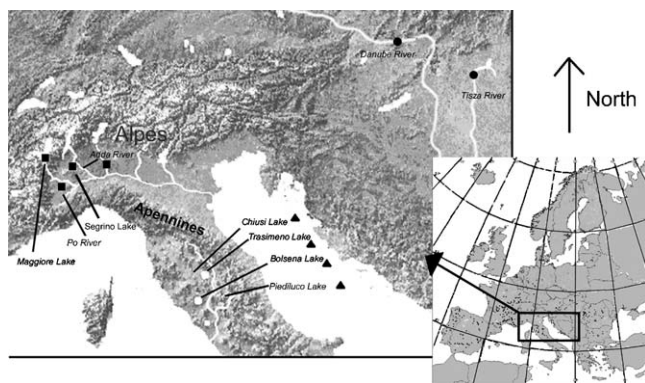 Danube River
Tisza River
North
Alpes
Adda River
Segrino Lake
Po River
Maggiore Lake
Apennines
Chiusi Lake
Trasimeno Lake
Bolsena Lake
Piediluco Lake